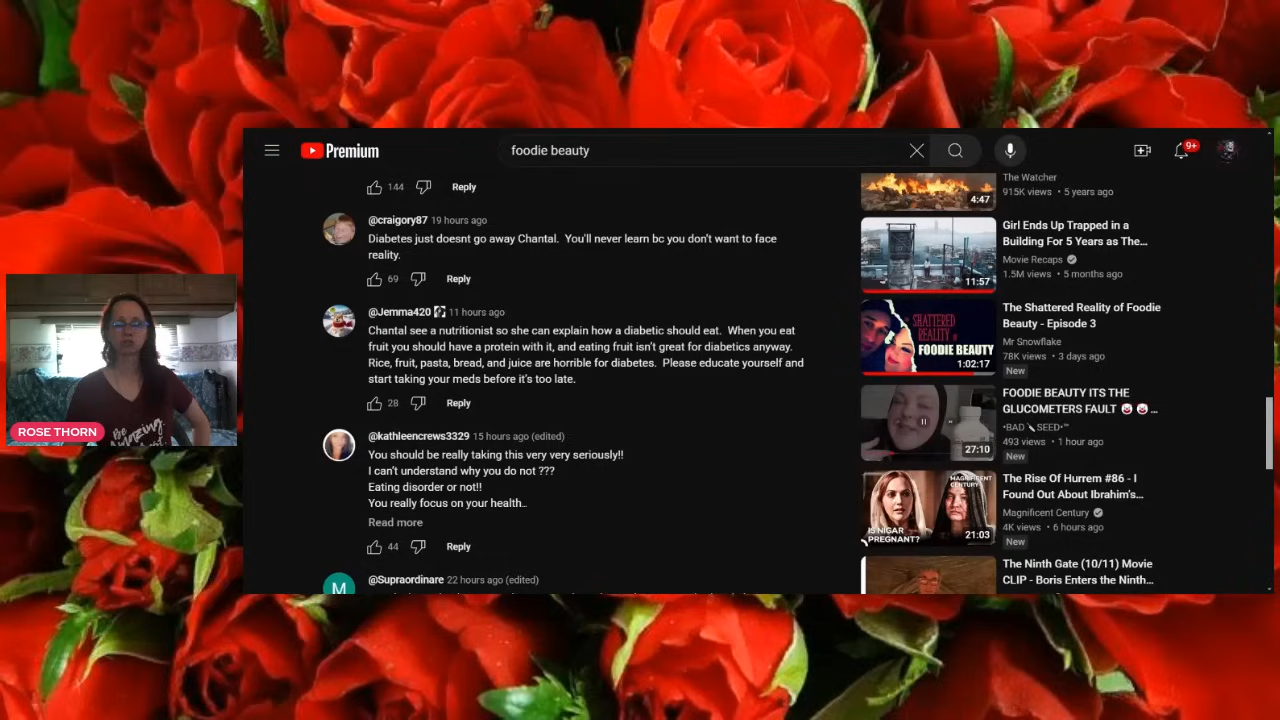 Premium
foodie beauty
9+
144
Reply
@craigory87 19 hours ago
Diabetes just doesnt go away Chantal. You'll never learn bc you don't want to face
reality.
69
Reply
@Jemma420 11 hours ago
Chantal see a nutritionist so she can explain how a diabetic should eat. When you eat
fruit you should have a protein with it, and eating fruit isn't great for diabetics anyway.
Rice, fruit, pasta, bread, and juice are horrible for diabetes. Please educate yourself and
start taking your meds before it's too late.
28
Reply
@kathleencrews3329 15 hours ago (edited)
You should be really taking this very very seriously!!
I can't understand why you do not ???
Eating disorder or not!!
You really focus on your health..
Read more
44
Reply
M
@Supraordinare 22 hours ago (edited)
The Watcher
915K views • 5 years ago
4:47
Girl Ends Up Trapped in a
Building For 5 Years as The...
Movie Recaps
1.5M views • 5 months ago
11:57
The Shattered Reality of Foodie
Beauty - Episode 3
Mr Snowflake
78K views • 3 days ago
New
SHATTERED
REALITY
FOODIE BEAUTY
1:02:17
FOODIE BEAUTY ITS THE
GLUCOMETERS FAULT 🤡 🤡 ...
•BAD🔪SEED•™
493 views • 1 hour ago
New
27:10
The Rise Of Hurrem #86 - I
Found Out About Ibrahim's...
Magnificent Century
4K views • 6 hours ago
New
MAGNIFICENT
CENTURY
IS NIGAR
PREGNANT?
21:03
The Ninth Gate (10/11) Movie
CLIP - Boris Enters the Ninth...
Be
Amazing
ROSE THORN